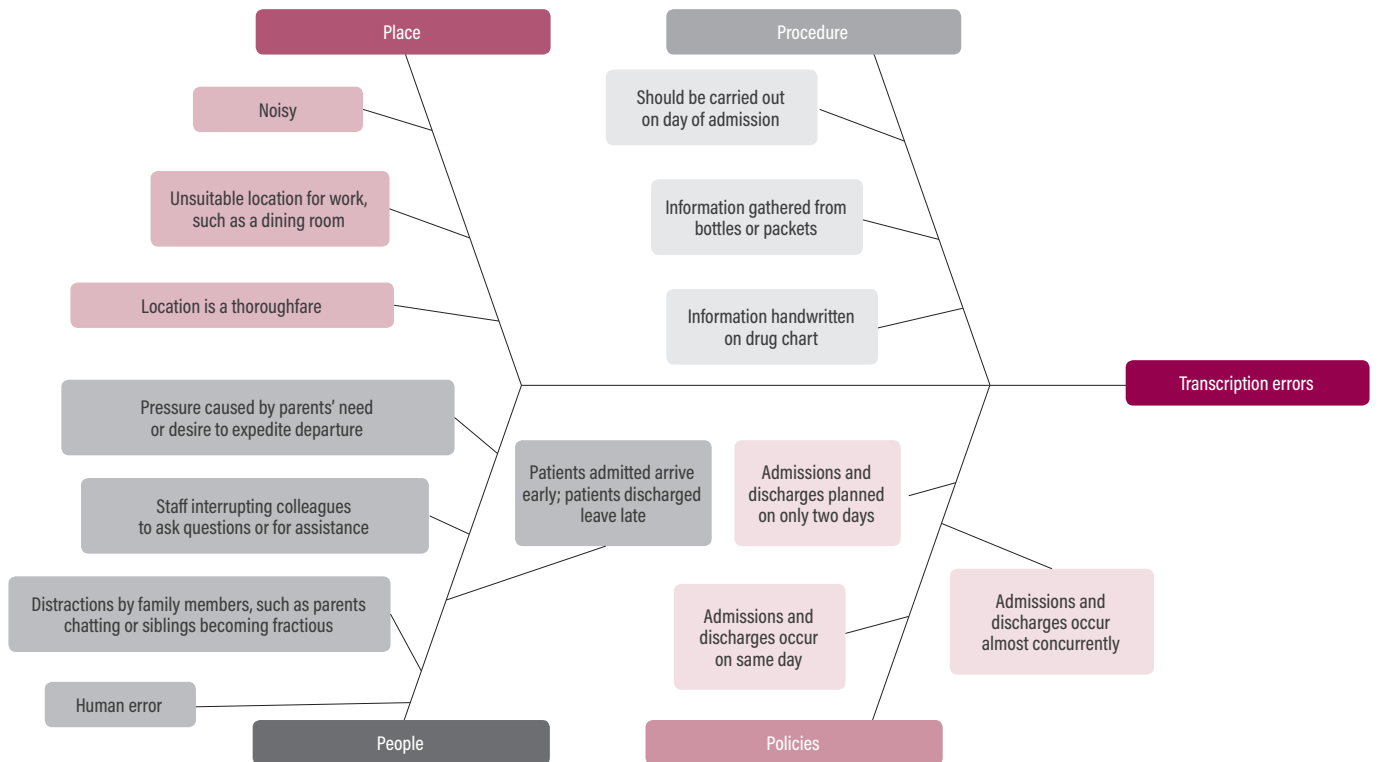 Place
Procedure
Noisy
Should be carried out
on day of admission
Unsuitable location for work,
such as a dining room
Information gathered from
bottles or packets
Location is a thoroughfare
Information handwritten
on drug chart
Transcription errors
Pressure caused by parents’ need
or desire to expedite departure
Patients admitted arrive
early; patients discharged
leave late
Admissions and
discharges planned
on only two days
Staff interrupting colleagues
to ask questions or for assistance
Distractions by family members, such as parents
chatting or siblings becoming fractious
Admissions and
discharges occur
on same day
Admissions and
discharges occur
almost concurrently
Human error
People
Policies